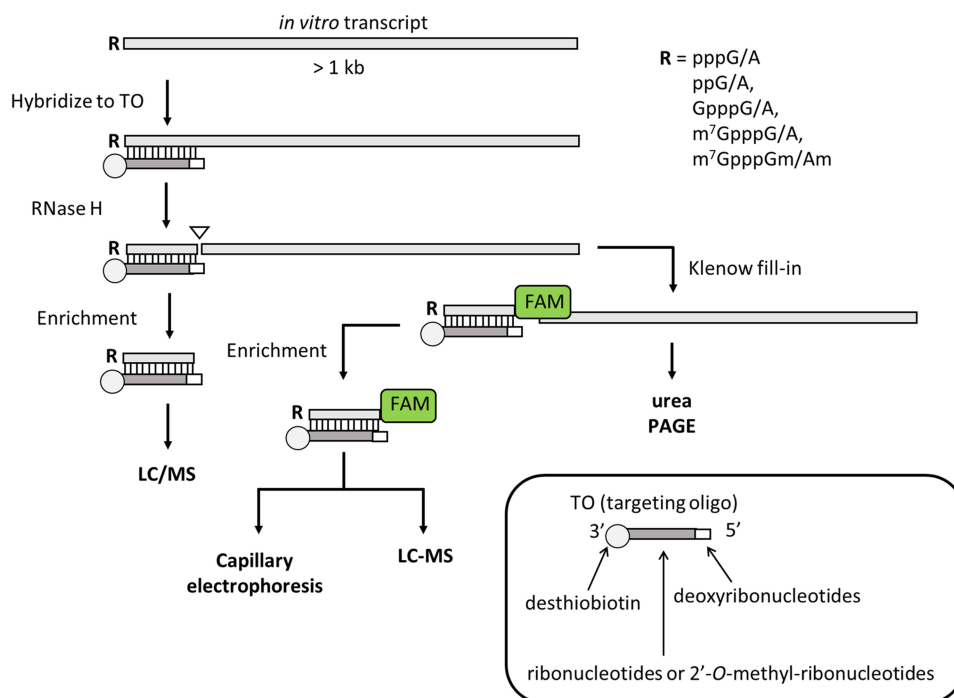 in vitro transcript
R
> 1 kb
R = pppG/A
ppG/A,
GpppG/A,
m⁷GpppG/A,
m⁷GpppGm/Am
Hybridize to TO
R
RNase H
R
Klenow fill-in
FAM
R
Enrichment
Enrichment
R
FAM
R
urea
PAGE
LC/MS
Capillary
electrophoresis
LC-MS
TO (targeting oligo)
3’ 5’
desthiobiotin
deoxyribonucleotides
ribonucleotides or 2’-O-methyl-ribonucleotides